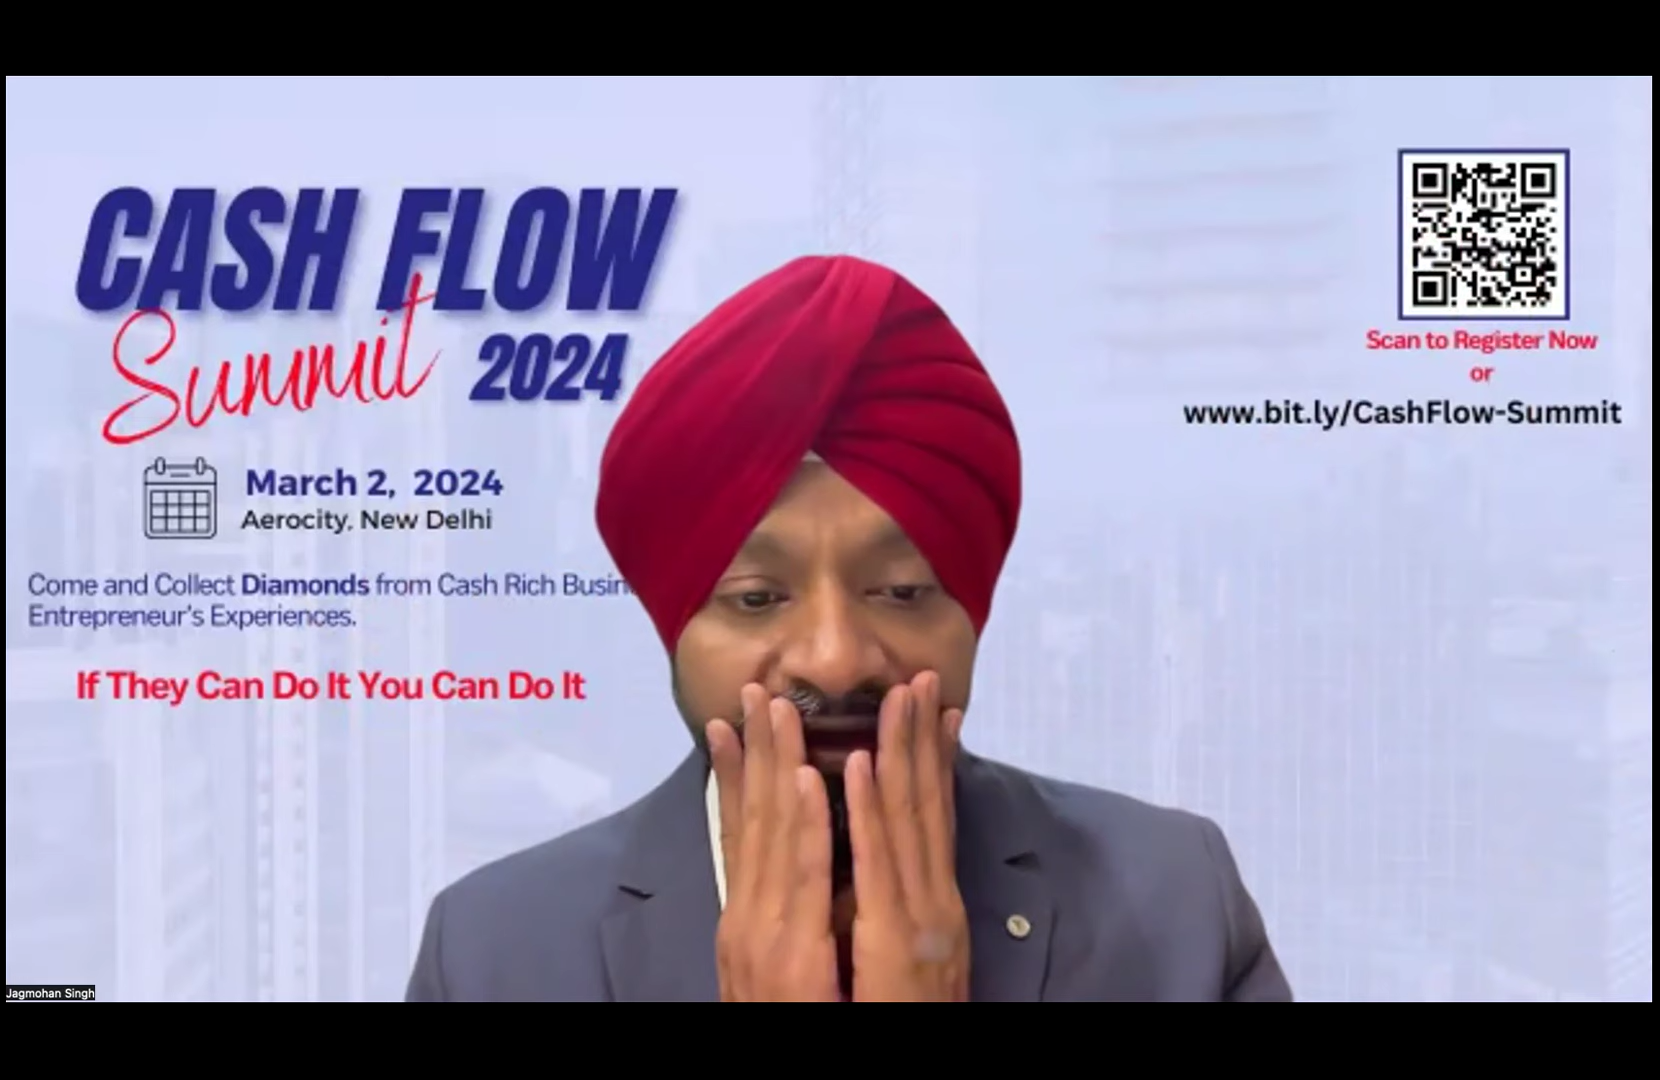 CASH FLOW
Summit 2024
March 2, 2024
Aerocity, New Delhi
Come and Collect Diamonds from Cash Rich
Entrepreneur's Experiences.
If They Can Do It You Can Do It
Scan to Register Now
or
www.bit.ly/CashFlow-Summit
Jagmohan Singh